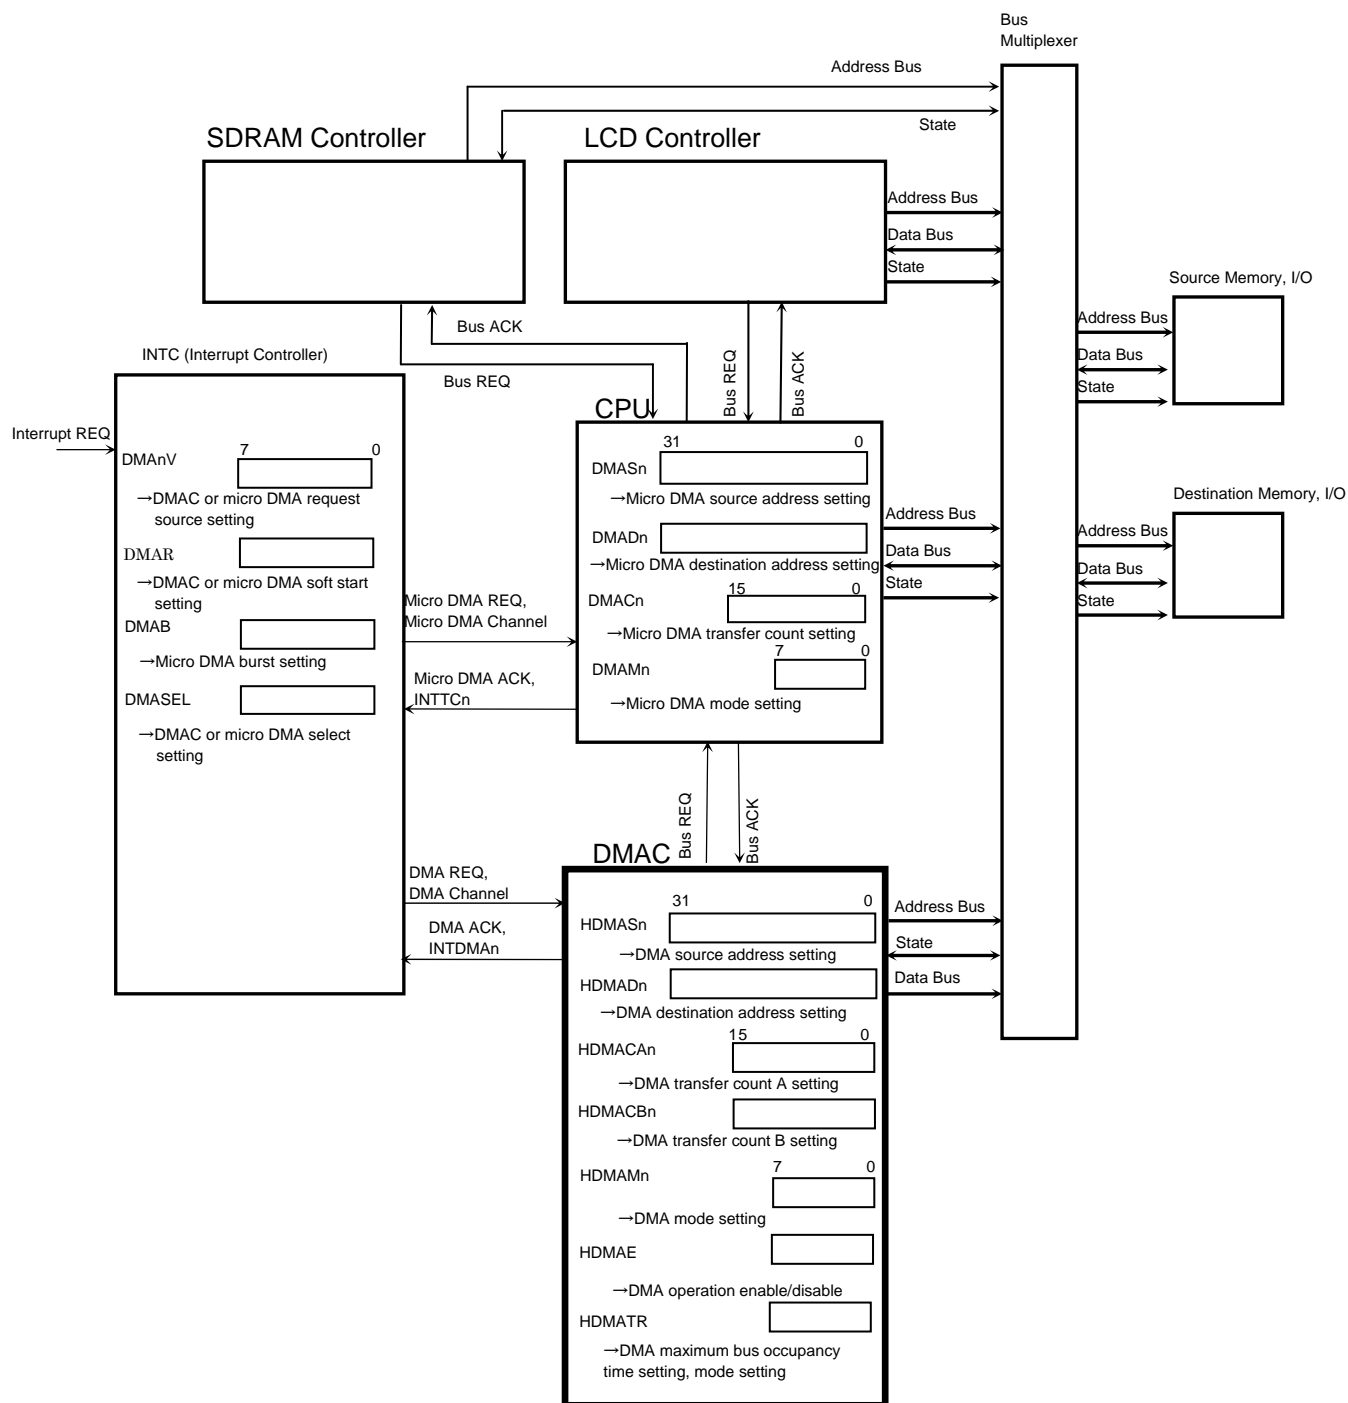 Bus
Multiplexer
Address Bus
State
SDRAM Controller
LCD Controller
Address Bus
Data Bus
State
Source Memory, I/O
Address Bus
Data Bus
State
Bus ACK
Bus REQ
Bus REQ
Bus ACK
INTC (Interrupt Controller)
Interrupt REQ
DMAnV
7 0
→DMAC or micro DMA request
source setting
DMAR
→DMAC or micro DMA soft start
setting
DMAB
→Micro DMA burst setting
DMASEL
→DMAC or micro DMA select
setting
Micro DMA REQ,
Micro DMA Channel
Micro DMA ACK,
INTTCn
CPU
31 0
DMASn
→Micro DMA source address setting
DMADn
→Micro DMA destination address setting
15 0
DMACn
→Micro DMA transfer count setting
7 0
DMAMn
→Micro DMA mode setting
Address Bus
Data Bus
State
Destination Memory, I/O
Address Bus
Data Bus
State
Bus REQ
Bus ACK
DMA REQ,
DMA Channel
DMA ACK,
INTDMAn
DMAC
31 0
HDMASn
→DMA source address setting
HDMADn
→DMA destination address setting
15 0
HDMACAn
→DMA transfer count A setting
HDMACBn
→DMA transfer count B setting
7 0
HDMAMn
→DMA mode setting
HDMAE
→DMA operation enable/disable
HDMATR
→DMA maximum bus occupancy
time setting, mode setting
Address Bus
State
Data Bus